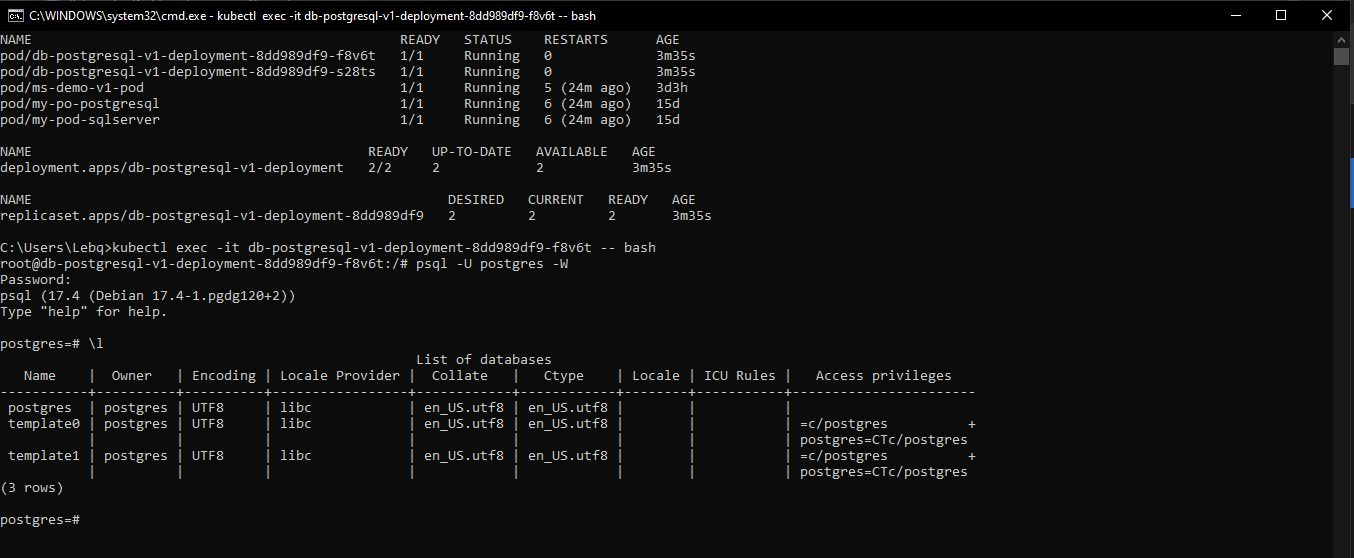 C:\WINDOWS\system32\cmd.exe - kubectl  exec -it db-postgresql-v1-deployment-8dd989df9-f8v6t -- bash
NAME                                              READY   STATUS    RESTARTS      AGE
pod/db-postgresql-v1-deployment-8dd989df9-f8v6t   1/1     Running   0             3m35s
pod/db-postgresql-v1-deployment-8dd989df9-s28ts   1/1     Running   0             3m35s
pod/ms-demo-v1-pod                                1/1     Running   5 (24m ago)   3d3h
pod/my-po-postgresql                              1/1     Running   6 (24m ago)   15d
pod/my-pod-sqlserver                              1/1     Running   6 (24m ago)   15d
NAME                                          READY   UP-TO-DATE   AVAILABLE   AGE
deployment.apps/db-postgresql-v1-deployment   2/2     2            2           3m35s
NAME                                                    DESIRED   CURRENT   READY   AGE
replicaset.apps/db-postgresql-v1-deployment-8dd989df9   2         2         2       3m35s
C:\Users\Lebq>kubectl exec -it db-postgresql-v1-deployment-8dd989df9-f8v6t -- bash
root@db-postgresql-v1-deployment-8dd989df9-f8v6t:/# psql -U postgres -W
Password:
psql (17.4 (Debian 17.4-1.pgdg120+2))
Type "help" for help.
postgres=# \l
                                                    List of databases
   Name    |  Owner   | Encoding | Locale Provider |  Collate   |   Ctype    | Locale | ICU Rules |   Access privileges
-----------+----------+----------+-----------------+------------+------------+--------+-----------+-----------------------
 postgres  | postgres | UTF8     | libc            | en_US.utf8 | en_US.utf8 |        |           |
 template0 | postgres | UTF8     | libc            | en_US.utf8 | en_US.utf8 |        |           | =c/postgres          +
           |          |          |                 |            |            |        |           | postgres=CTc/postgres
 template1 | postgres | UTF8     | libc            | en_US.utf8 | en_US.utf8 |        |           | =c/postgres          +
           |          |          |                 |            |            |        |           | postgres=CTc/postgres
(3 rows)
postgres=#